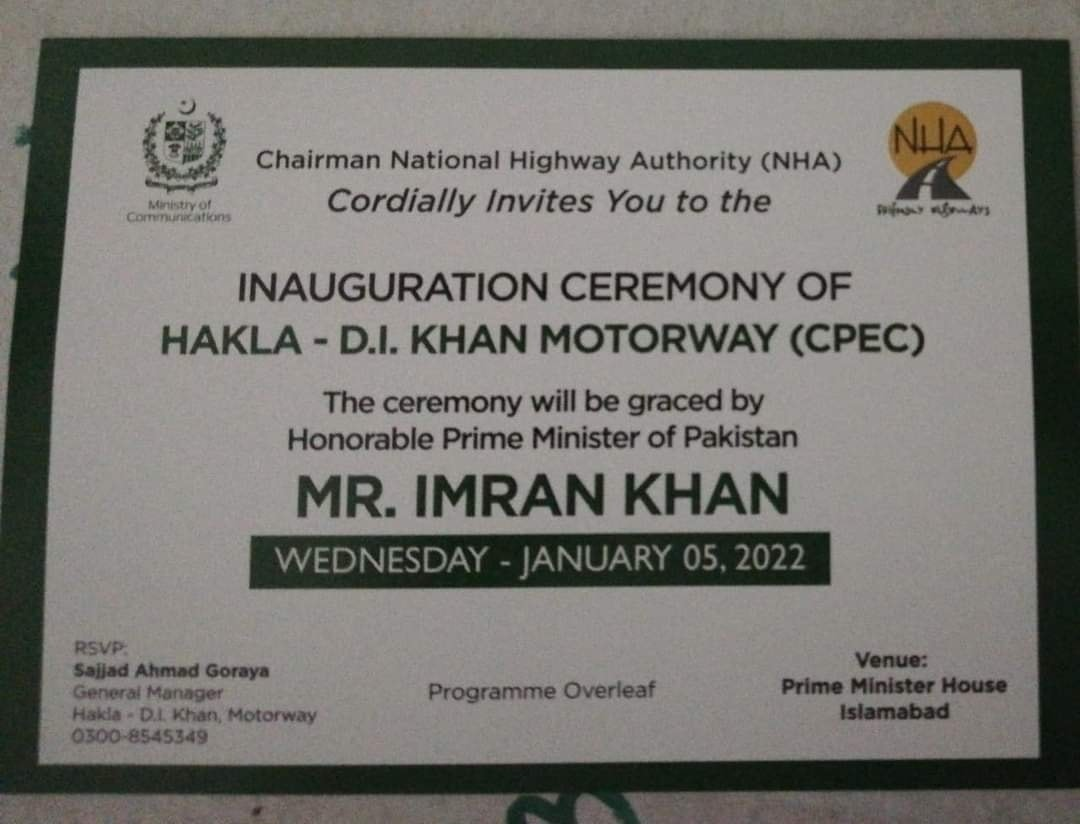 Ministry of
Communications
NHA
Chairman National Highway Authority (NHA)
Cordially Invites You to the
INAUGURATION CEREMONY OF
HAKLA - D.I. KHAN MOTORWAY (CPEC)
The ceremony will be graced by
Honorable Prime Minister of Pakistan
MR. IMRAN KHAN
WEDNESDAY - JANUARY 05, 2022
RSVP:
Sajjad Ahmad Goraya
General Manager
Hakla - D.I. Khan, Motorway
0300-8545349
Programme Overleaf
Venue:
Prime Minister House
Islamabad